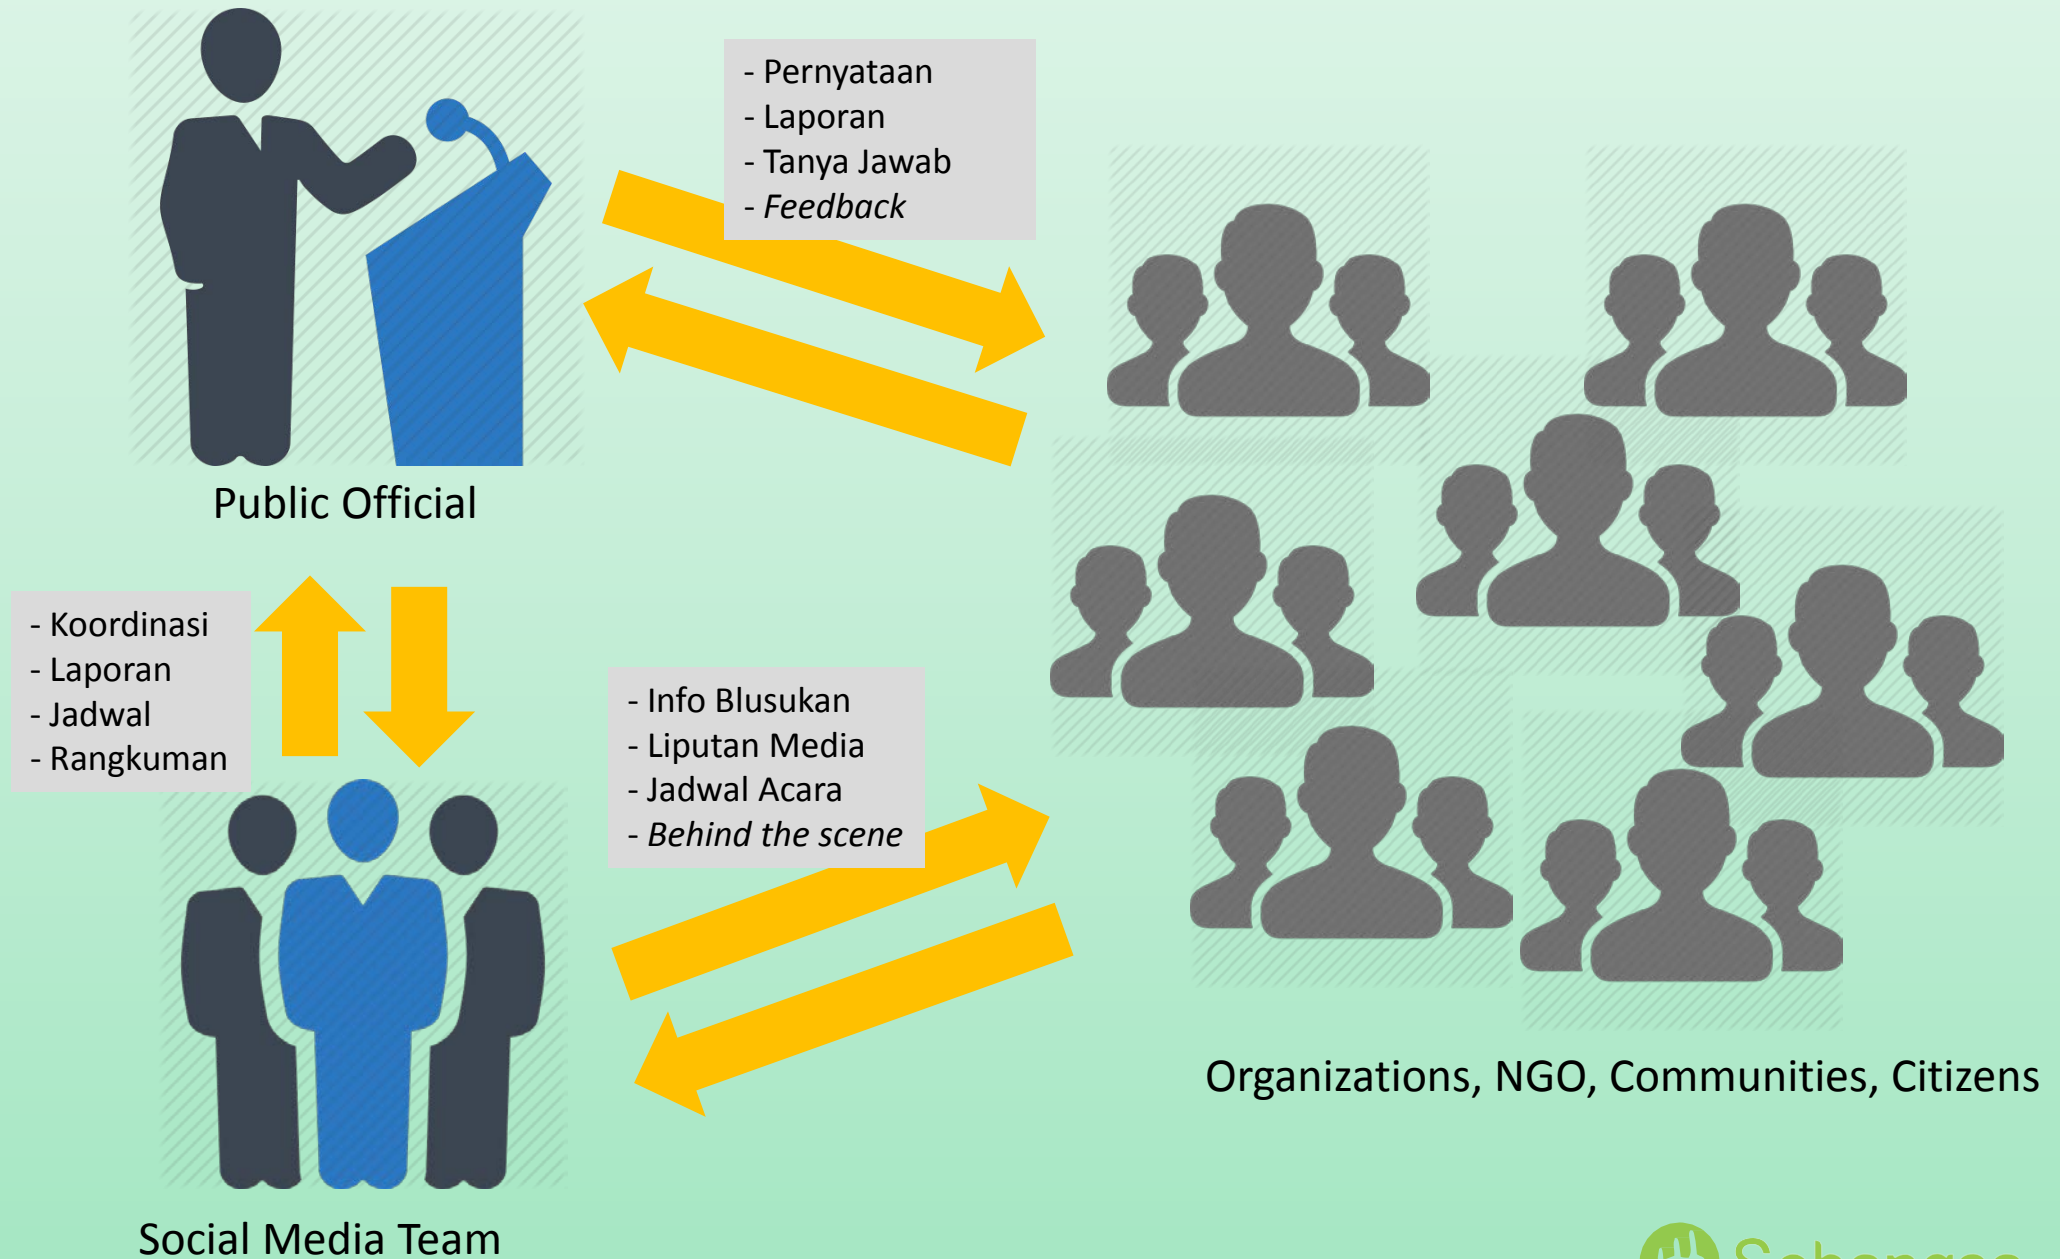 - Pernyataan
- Laporan
- Tanya Jawab
- Feedback
Public Official
- Koordinasi
- Laporan
- Jadwal
- Rangkuman
- Info Blusukan
- Liputan Media
- Jadwal Acara
- Behind the scene
Organizations, NGO, Communities, Citizens
Social Media Team